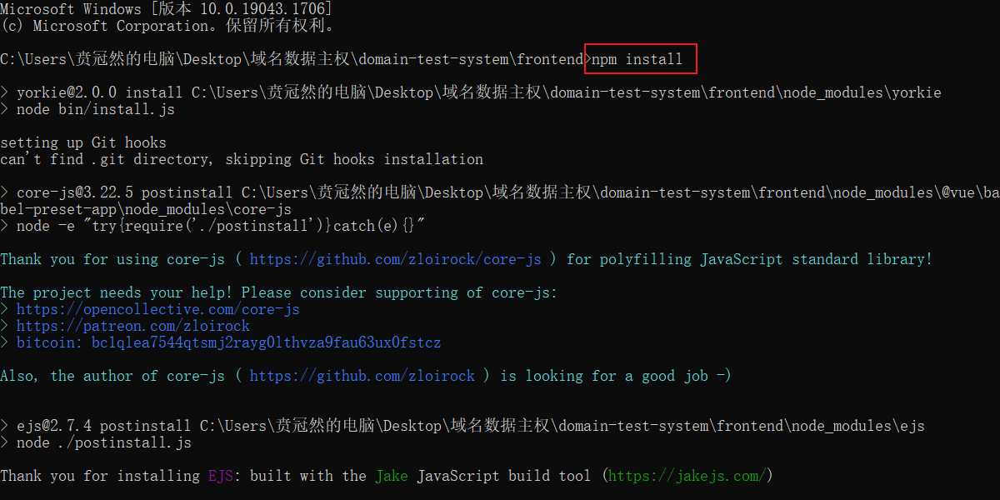 Microsoft Windows [版本 10.0.19043.1706]
(c) Microsoft Corporation。保留所有权利。
C:\Users\贲冠然的电脑\Desktop\域名数据主权\domain-test-system\frontend>npm install
> yorkie@2.0.0 install C:\Users\贲冠然的电脑\Desktop\域名数据主权\domain-test-system\frontend\node_modules\yorkie
> node bin/install.js
setting up Git hooks
can't find .git directory, skipping Git hooks installation
> core-js@3.22.5 postinstall C:\Users\贲冠然的电脑\Desktop\域名数据主权\domain-test-system\frontend\node_modules\@vue\ba
bel-preset-app\node_modules\core-js
> node -e "try{require('./postinstall')}catch(e){}"
Thank you for using core-js ( https://github.com/zloirock/core-js ) for polyfilling JavaScript standard library!
The project needs your help! Please consider supporting of core-js:
> https://opencollective.com/core-js
> https://patreon.com/zloirock
> bitcoin: bc1qlea7544qtsmj2rayg0lthvza9fau63ux0fstcz
Also, the author of core-js ( https://github.com/zloirock ) is looking for a good job -)
> ejs@2.7.4 postinstall C:\Users\贲冠然的电脑\Desktop\域名数据主权\domain-test-system\frontend\node_modules\ejs
> node ./postinstall.js
Thank you for installing EJS: built with the Jake JavaScript build tool (https://jakejs.com/)